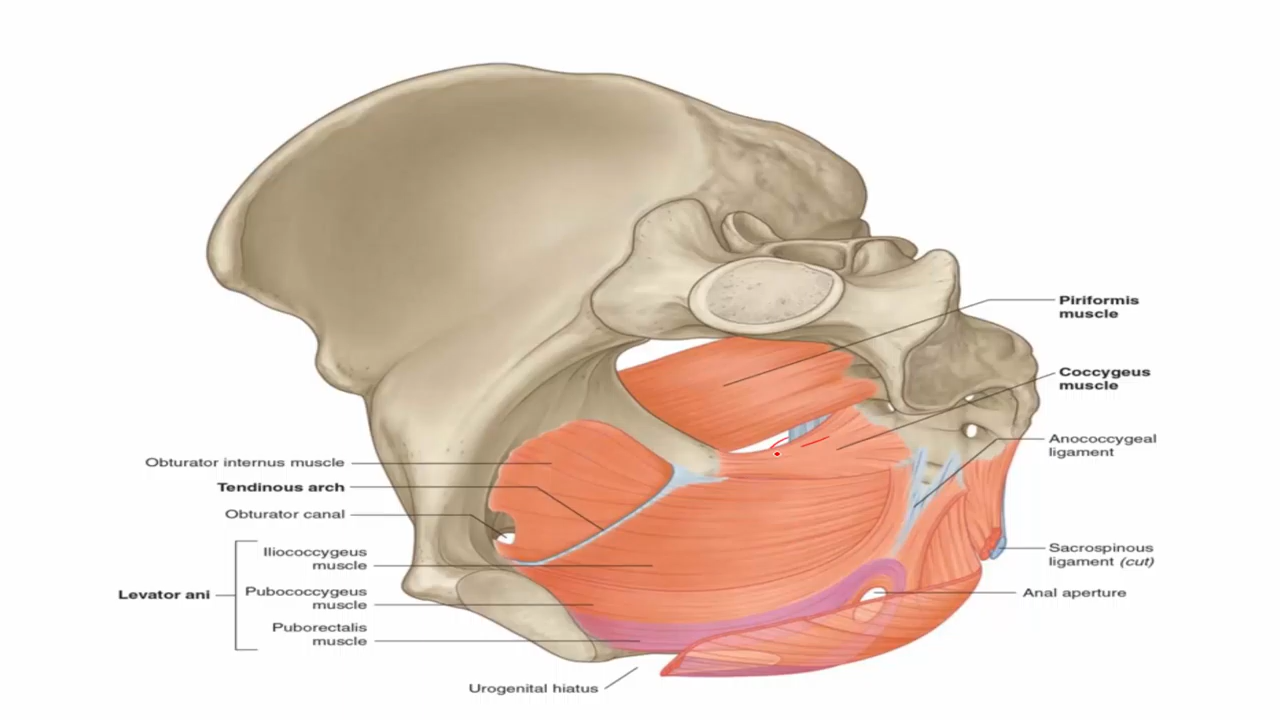 Piriformis
muscle
Coccygeus
muscle
Anococcygeal
ligament
Obturator internus muscle
Tendinous arch
Obturator canal
Iliococcygeus
muscle
Levator ani
Pubococcygeus
muscle
Puborectalis
muscle
Urogenital hiatus
Sacrospinous
ligament (cut)
Anal aperture